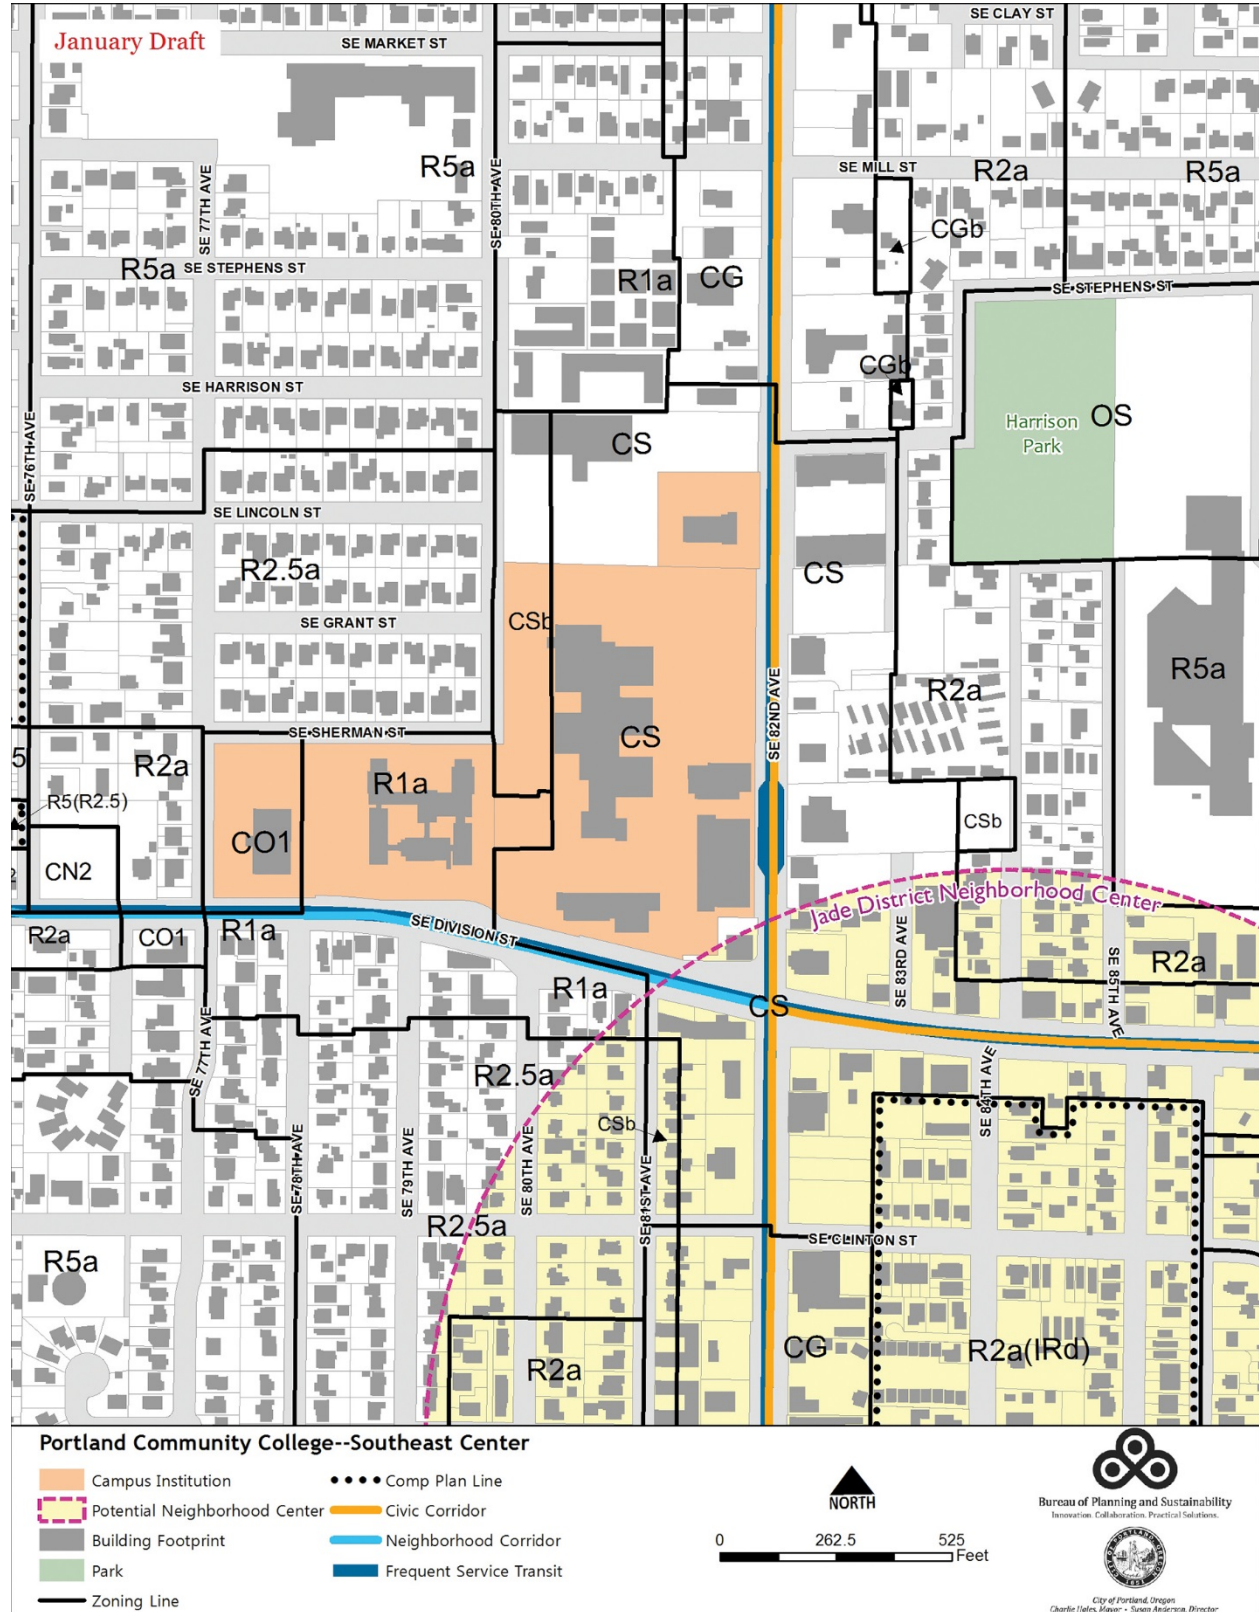 January Draft
SE CLAY ST
SE MARKET ST
SE MILL ST
R2a
R5a
R5a
SE 77TH AVE
SE 80TH AVE
CGb
R5a
SE STEPHENS ST
R1a
CG
SE STEPHENS ST
SE HARRISON ST
CGb
SE 76TH AVE
CS
Harrison
Park
OS
SE LINCOLN ST
R2.5a
CS
SE GRANT ST
CSb
SE 82ND AVE
R5a
R2a
SE SHERMAN ST
CS
5
R2a
R1a
R5(R2.5)
CSb
CO1
CN2
2
Jade District Neighborhood Center
R2a
CO1
R1a
SE DIVISION ST
SE 83RD AVE
SE 85TH AVE
R2a
R1a
CS
SE 77TH AVE
R2.5a
SE 84TH AVE
CSb
SE 78TH AVE
SE 79TH AVE
SE 80TH AVE
SE 81ST AVE
R2.5a
SE CLINTON ST
R5a
CG
R2a
R2a(IRd)
Portland Community College--Southeast Center
Campus Institution
Potential Neighborhood Center
Building Footprint
Park
Zoning Line
Comp Plan Line
Civic Corridor
Neighborhood Corridor
Frequent Service Transit
NORTH
0 262.5 525
Feet
Bureau of Planning and Sustainability
Innovation. Collaboration. Practical Solutions.
City of Portland, Oregon
Charlie Hales, Mayor • Susan Anderson, Director